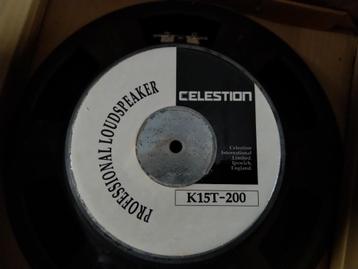 PROFESSIONAL LOUDSPEAKER
CELESTION
Celestion
International
Limited.
Ipswich.
England.
K15T-200